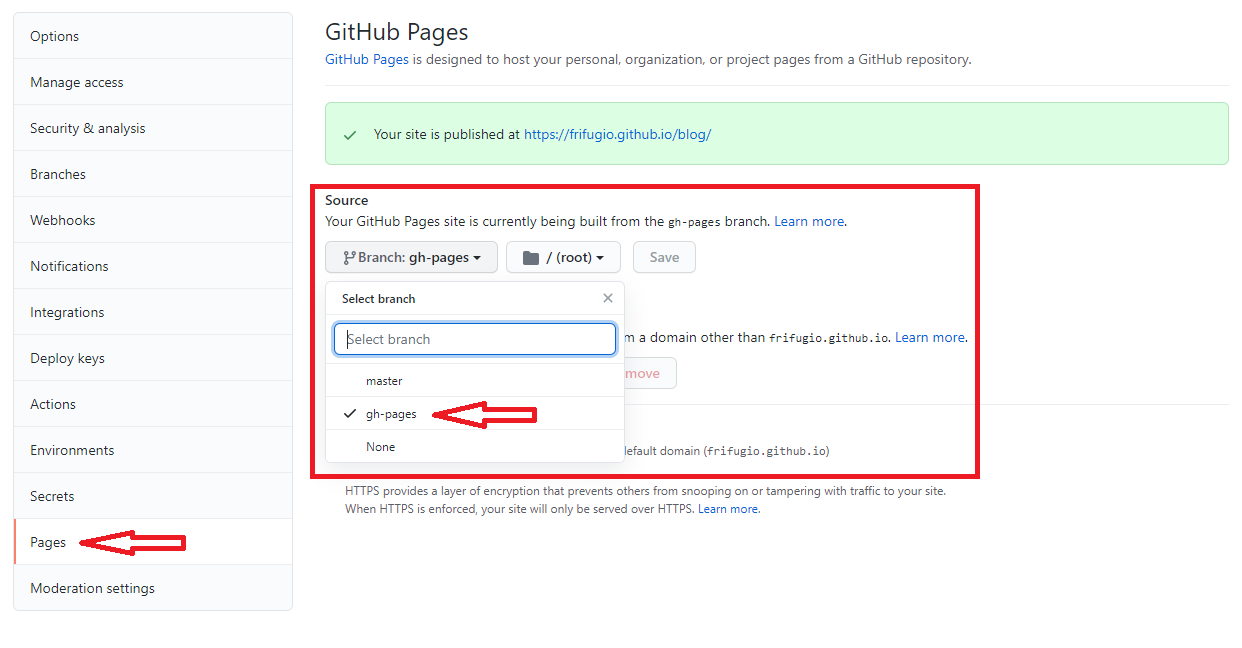 Options
Manage access
Security & analysis
Branches
Webhooks
Notifications
Integrations
Deploy keys
Actions
Environments
Secrets
Pages
Moderation settings
GitHub Pages
GitHub Pages is designed to host your personal, organization, or project pages from a GitHub repository.
Your site is published at https://frifugio.github.io/blog/
Source
Your GitHub Pages site is currently being built from the gh-pages branch. Learn more.
Branch: gh-pages / (root) Save
Select branch
Select branch
a domain other than frifugio.github.io. Learn more.
master
gh-pages
None
domain (frifugio.github.io)
HTTPS provides a layer of encryption that prevents others from snooping on or tampering with traffic to your site.
When HTTPS is enforced, your site will only be served over HTTPS. Learn more.